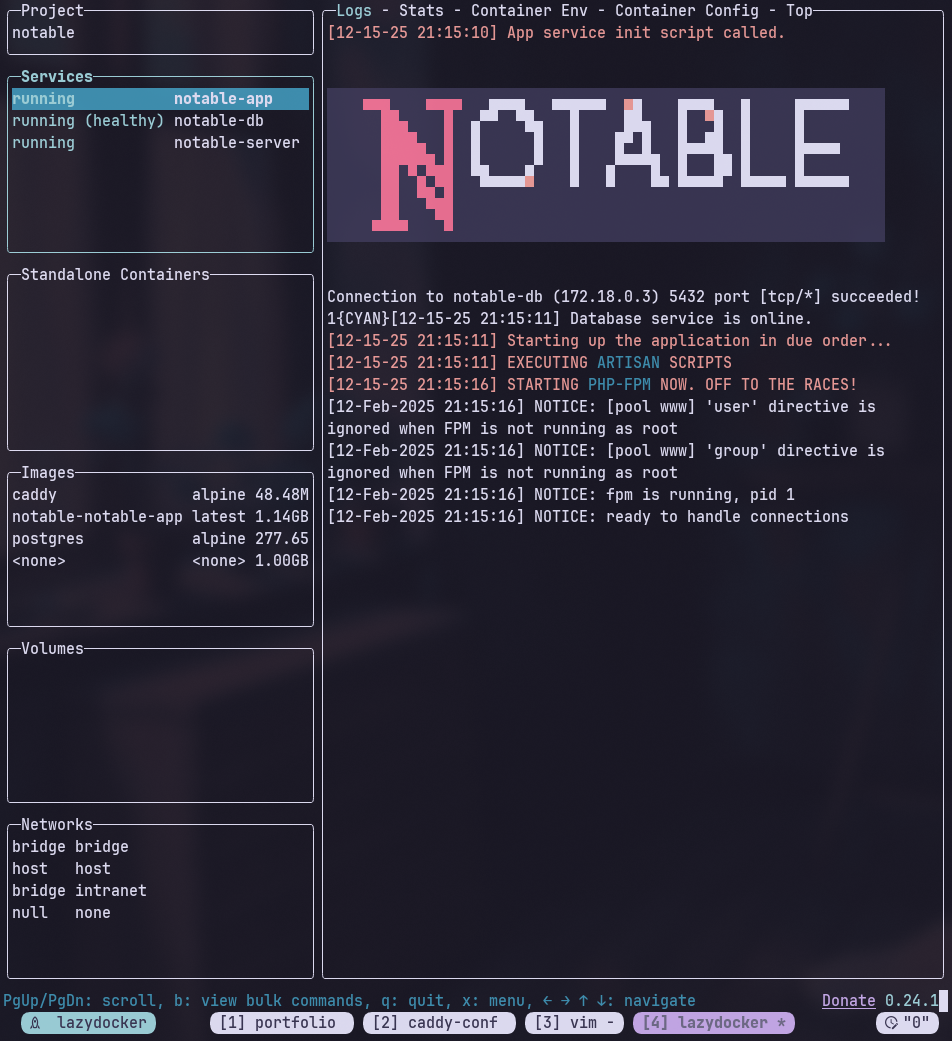 Project
notable
Services
running notable-app
running (healthy) notable-db
running notable-server
Standalone Containers
Images
caddy alpine 48.48M
notable-notable-app latest 1.14GB
postgres alpine 277.65
<none> <none> 1.00GB
Volumes
Networks
bridge bridge
host host
bridge intranet
null none
Logs - Stats - Container Env - Container Config - Top
[12-15-25 21:15:10] App service init script called.
NOTABLE
Connection to notable-db (172.18.0.3) 5432 port [tcp/*] succeeded!
1{CYAN}[12-15-25 21:15:11] Database service is online.
[12-15-25 21:15:11] Starting up the application in due order...
[12-15-25 21:15:11] EXECUTING ARTISAN SCRIPTS
[12-15-25 21:15:16] STARTING PHP-FPM NOW. OFF TO THE RACES!
[12-Feb-2025 21:15:16] NOTICE: [pool www] 'user' directive is
ignored when FPM is not running as root
[12-Feb-2025 21:15:16] NOTICE: [pool www] 'group' directive is
ignored when FPM is not running as root
[12-Feb-2025 21:15:16] NOTICE: fpm is running, pid 1
[12-Feb-2025 21:15:16] NOTICE: ready to handle connections
PgUp/PgDn: scroll, b: view bulk commands, q: quit, x: menu, ← → ↑ ↓: navigate
Donate 0.24.1
lazydocker
[1] portfolio
[2] caddy-conf
[3] vim -
[4] lazydocker *
"0"